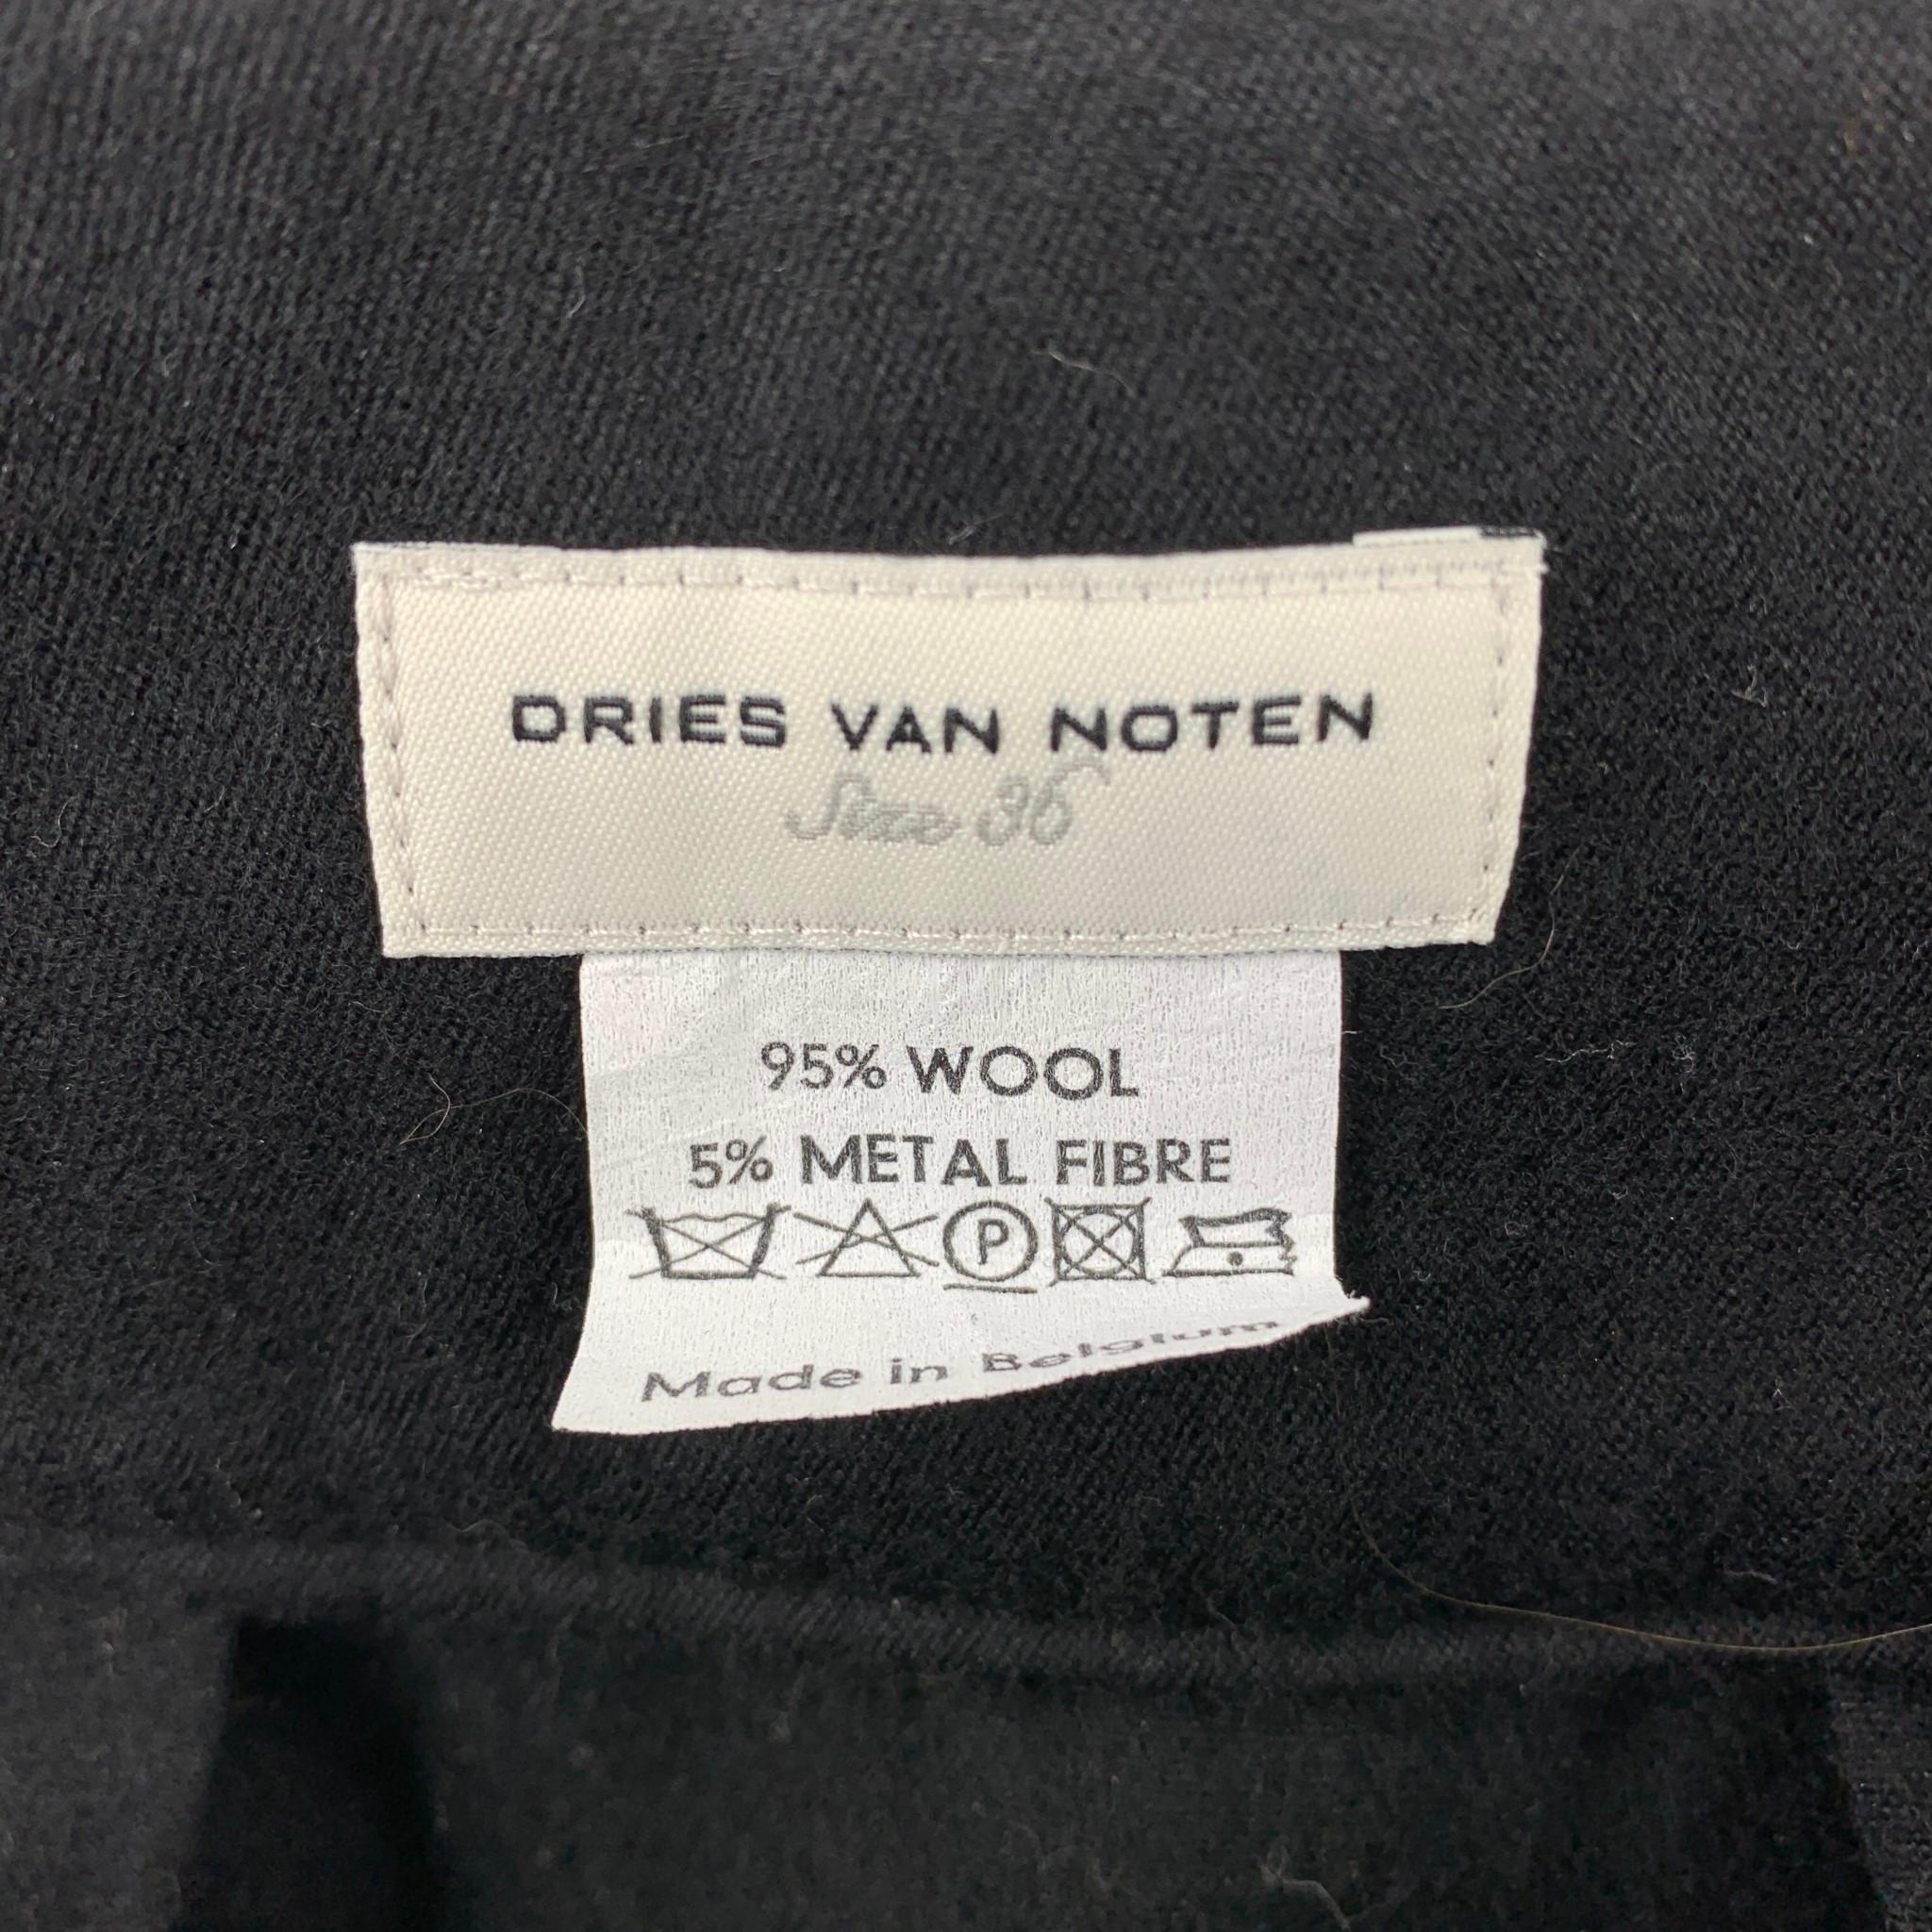 DRIES VAN NOTEN
Size 36
95% WOOL
5% METAL FIBRE
P
Made in Belgium